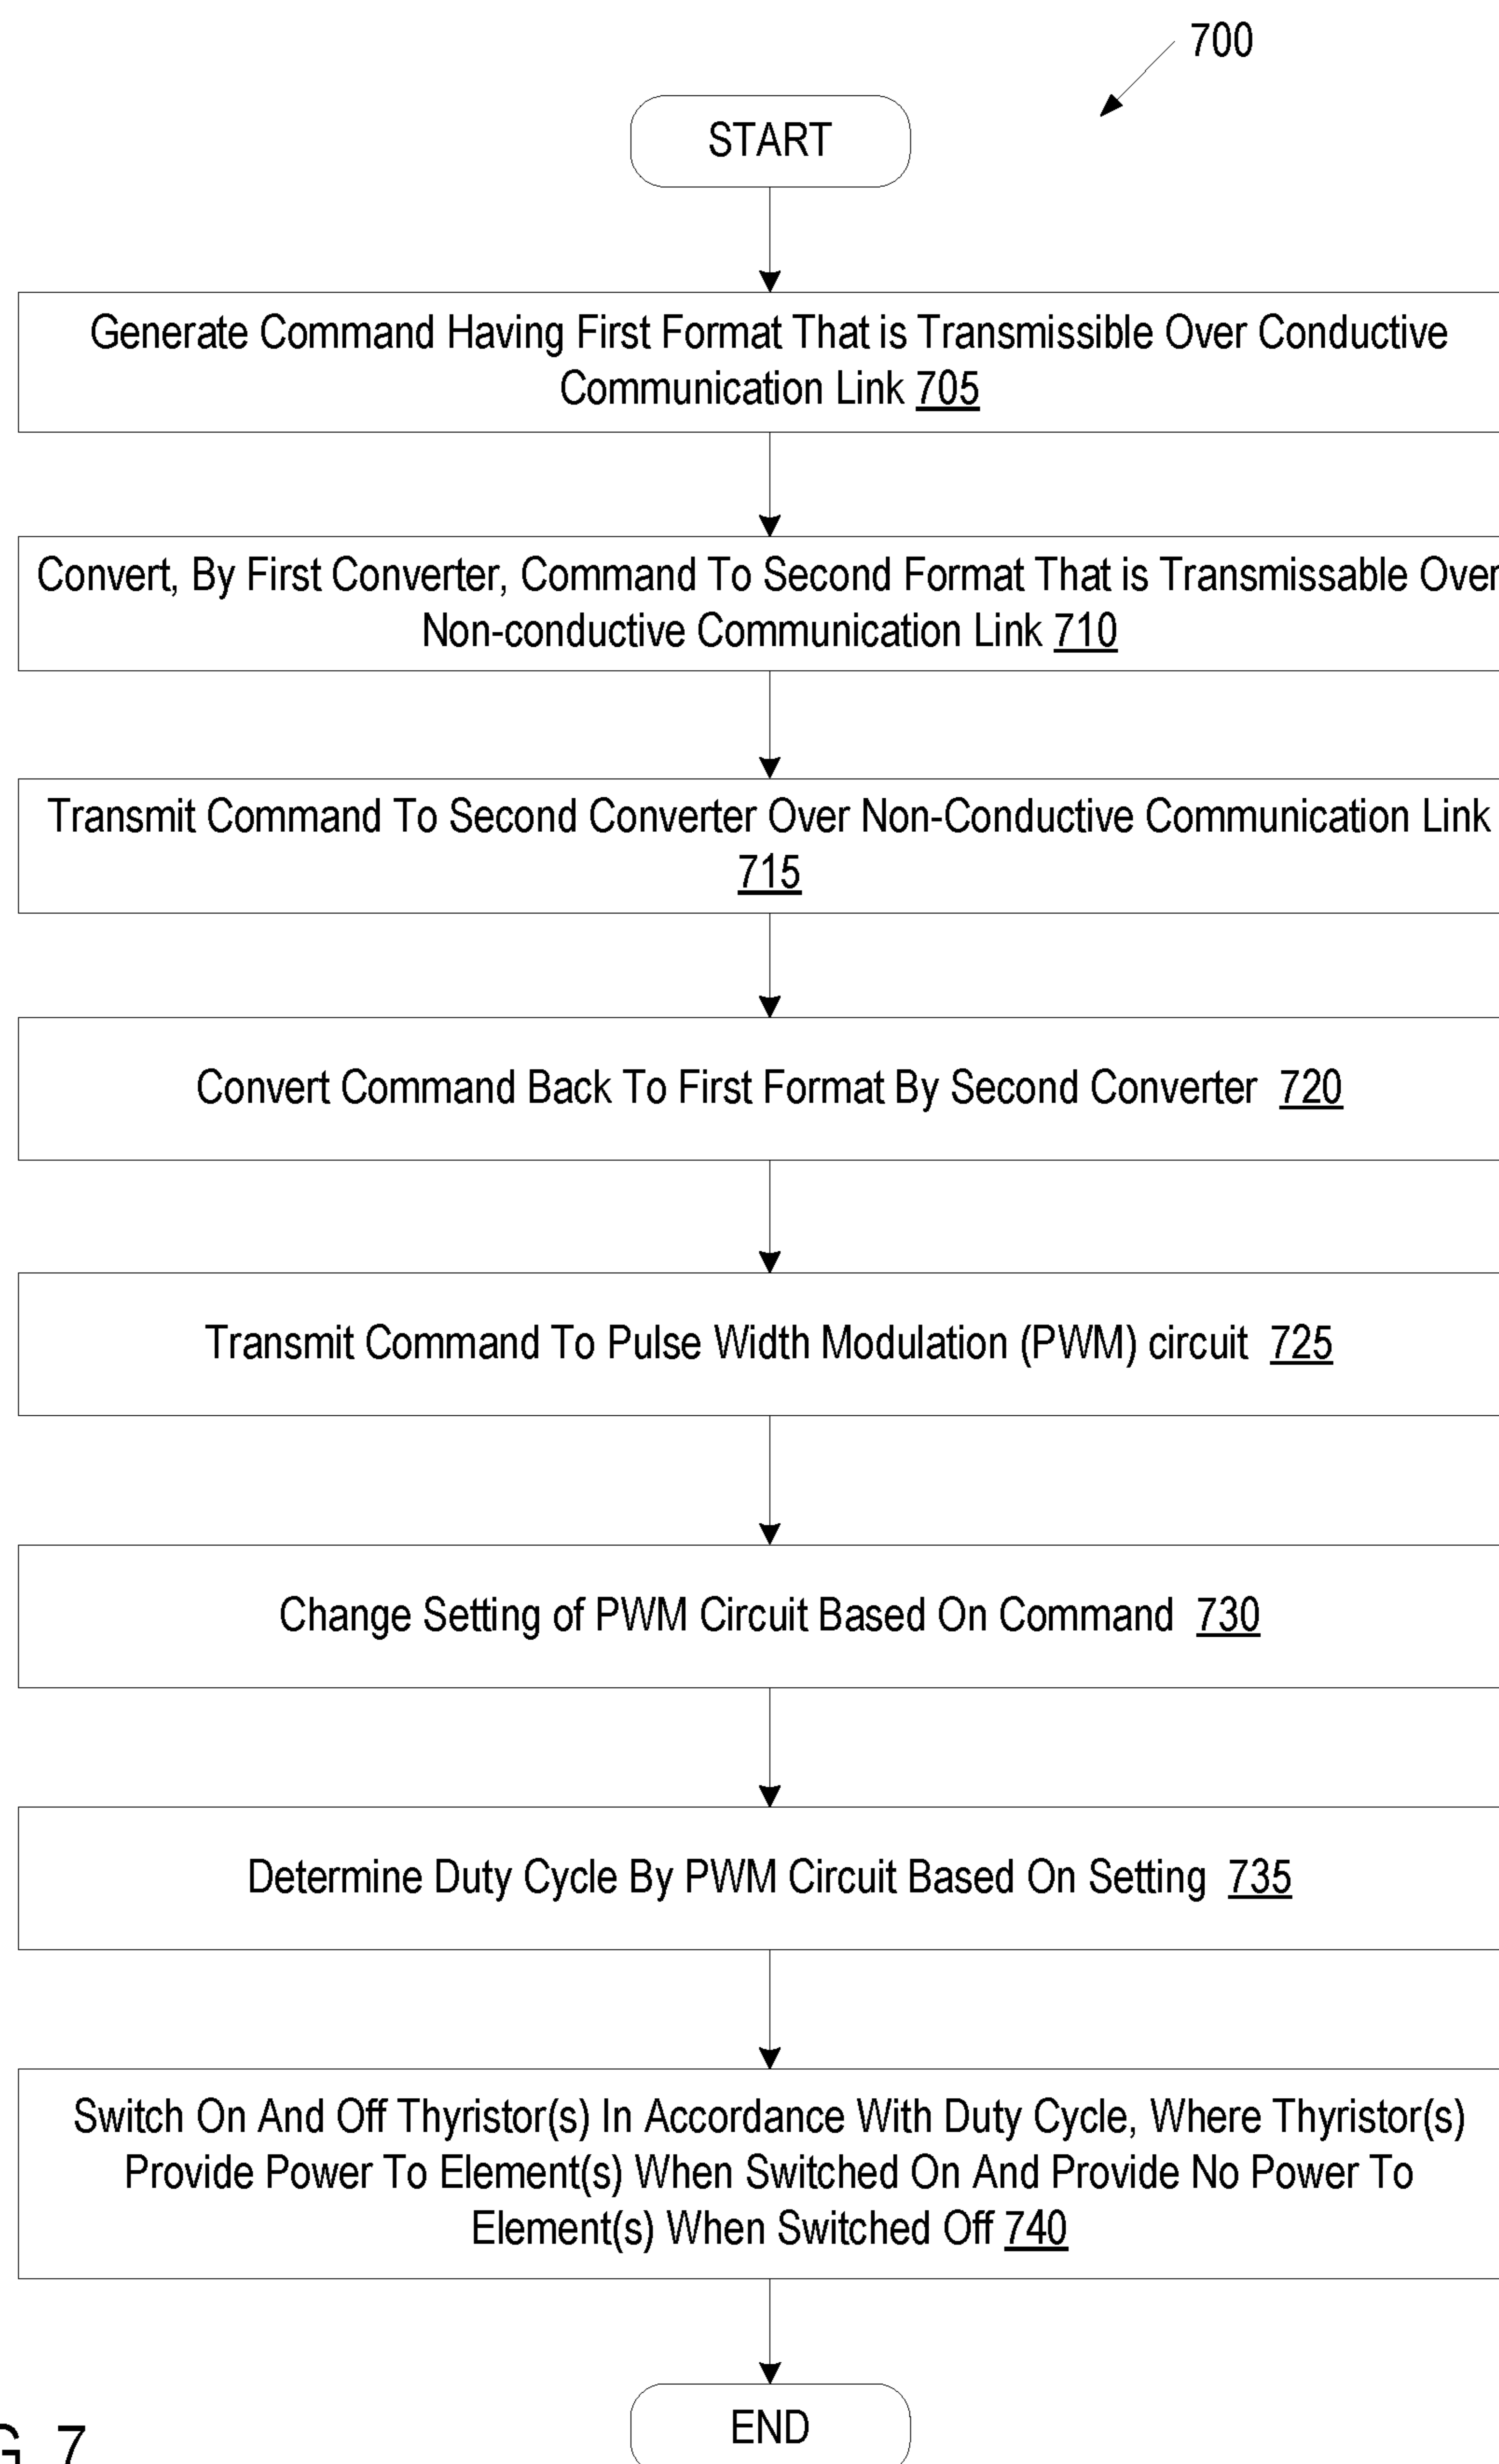 700
START
Generate Command Having First Format That is Transmissible Over Conductive
Communication Link 705
Convert, By First Converter, Command To Second Format That is Transmissable Over
Non-conductive Communication Link 710
Transmit Command To Second Converter Over Non-Conductive Communication Link
715
Convert Command Back To First Format By Second Converter 720
Transmit Command To Pulse Width Modulation (PWM) circuit 725
Change Setting of PWM Circuit Based On Command 730
Determine Duty Cycle By PWM Circuit Based On Setting 735
Switch On And Off Thyristor(s) In Accordance With Duty Cycle, Where Thyristor(s)
Provide Power To Element(s) When Switched On And Provide No Power To
Element(s) When Switched Off 740
END
G. 7